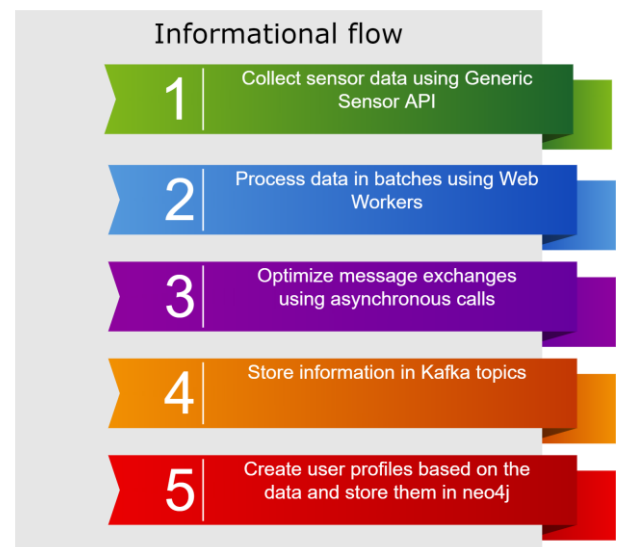 Informational flow
1
Collect sensor data using Generic
Sensor API
2
Process data in batches using Web
Workers
3
Optimize message exchanges
using asynchronous calls
4
Store information in Kafka topics
5
Create user profiles based on the
data and store them in neo4j